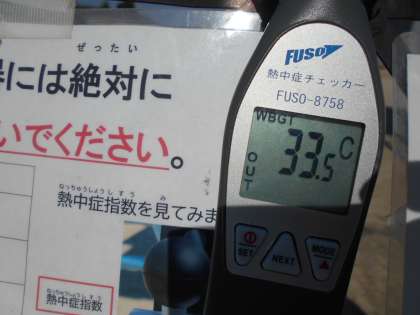 ぜったい
には絶対に
いでください。
ねっちゅうしょうしすう み
熱中症指数を見てみま
ねっちゅうしょうしすう
熱中症指数
FUSO
熱中症チェッカー
FUSO-8758
WBGT
OUT
33.5℃
SET
NEXT
MODE